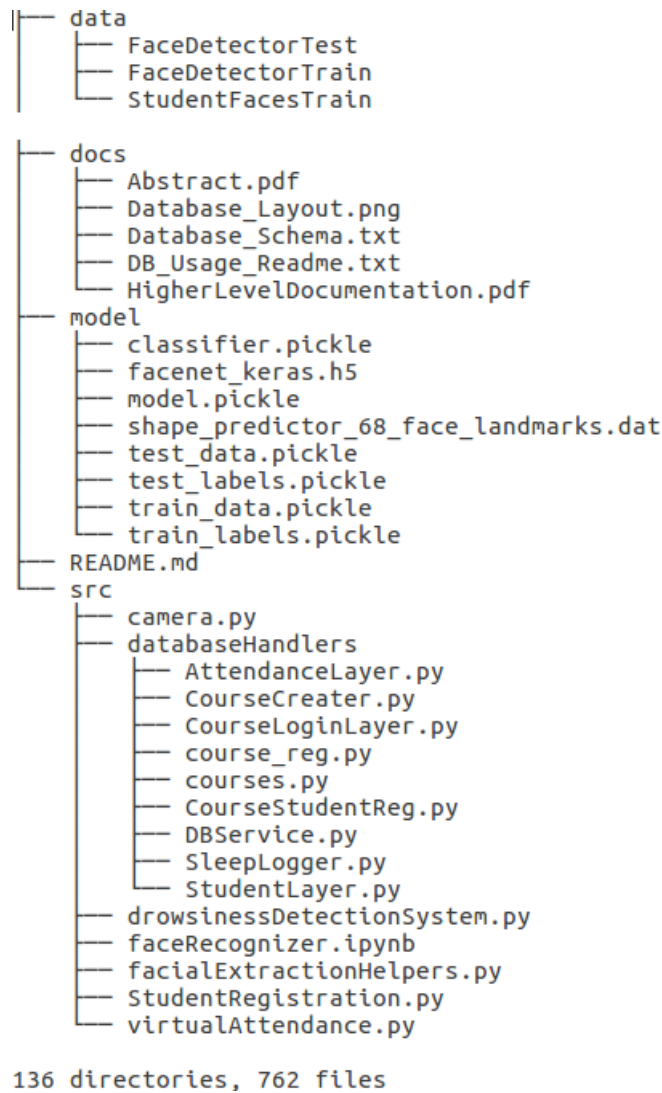 ├── data
│   ├── FaceDetectorTest
│   ├── FaceDetectorTrain
│   └── StudentFacesTrain

├── docs
│   ├── Abstract.pdf
│   ├── Database_Layout.png
│   ├── Database_Schema.txt
│   ├── DB_Usage_Readme.txt
│   └── HigherLevelDocumentation.pdf
├── model
│   ├── classifier.pickle
│   ├── facenet_keras.h5
│   ├── model.pickle
│   ├── shape_predictor_68_face_landmarks.dat
│   ├── test_data.pickle
│   ├── test_labels.pickle
│   ├── train_data.pickle
│   └── train_labels.pickle
├── README.md
└── src
    ├── camera.py
    ├── databaseHandlers
    │   ├── AttendanceLayer.py
    │   ├── CourseCreater.py
    │   ├── CourseLoginLayer.py
    │   ├── course_reg.py
    │   ├── courses.py
    │   ├── CourseStudentReg.py
    │   ├── DBService.py
    │   ├── SleepLogger.py
    │   └── StudentLayer.py
    ├── drowsinessDetectionSystem.py
    ├── faceRecognizer.ipynb
    ├── facialExtractionHelpers.py
    ├── StudentRegistration.py
    └── virtualAttendance.py

136 directories, 762 files